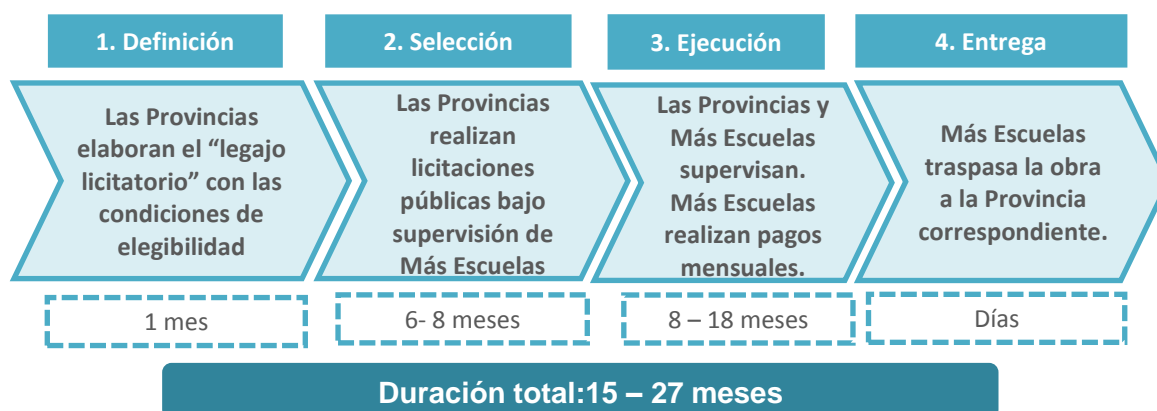 1. Definición
2. Selección
3. Ejecución
4. Entrega
Las Provincias
elaboran el “legajo
licitatorio” con las
condiciones de
elegibilidad
Las Provincias
realizan
licitaciones
públicas bajo
supervisión de
Más Escuelas
Las Provincias y
Más Escuelas
supervisan.
Más Escuelas
realizan pagos
mensuales.
Más Escuelas
traspasa la obra
a la Provincia
correspondiente.
1 mes
6- 8 meses
8 – 18 meses
Días
Duración total:15 – 27 meses